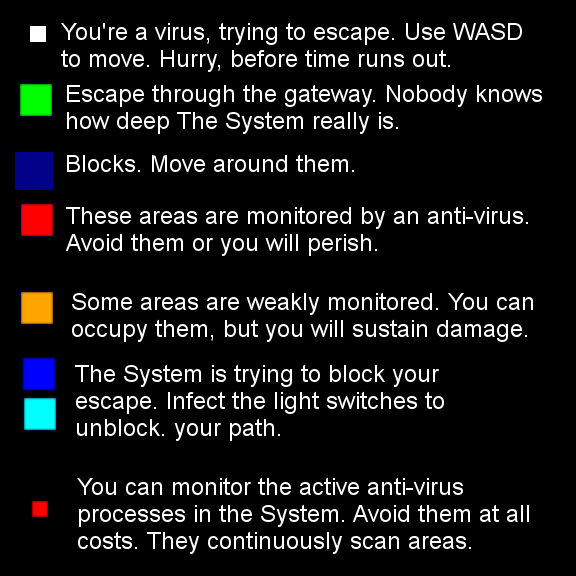 You're a virus, trying to escape. Use WASD
to move. Hurry, before time runs out.
Escape through the gateway. Nobody knows
how deep The System really is.
Blocks. Move around them.
These areas are monitored by an anti-virus.
Avoid them or you will perish.
Some areas are weakly monitored. You can
occupy them, but you will sustain damage.
The System is trying to block your
escape. Infect the light switches to
unblock. your path.
You can monitor the active anti-virus
processes in the System. Avoid them at all
costs. They continuously scan areas.